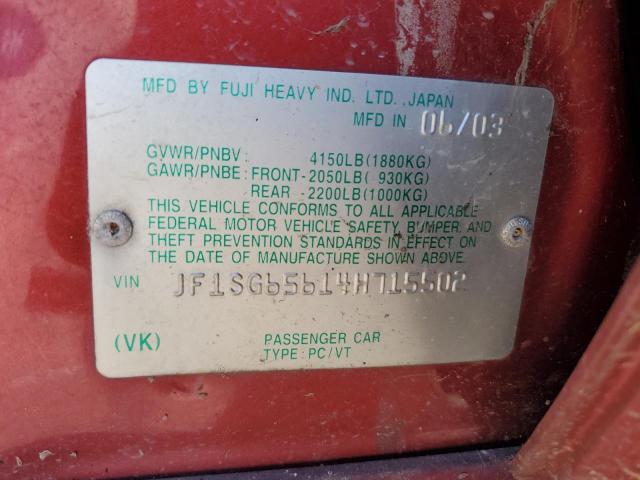 MFD BY FUJI HEAVY IND. LTD. JAPAN
MFD IN 06/03
GVWR/PNBV 4150LB(1880KG)
GAWR/PNBE: FRONT-2050LB( 930KG)
REAR -2200LB(1000KG)
THIS VEHICLE CONFORMS TO ALL APPLICABLE
FEDERAL MOTOR VEHICLE SAFETY, BUMPER, AND
THEFT PREVENTION STANDARDS IN EFFECT ON
THE DATE OF MANUFACTURE SHOWN ABOVE.
VIN JF1SG65614H715502
(VK) PASSENGER CAR
TYPE: PC/VT